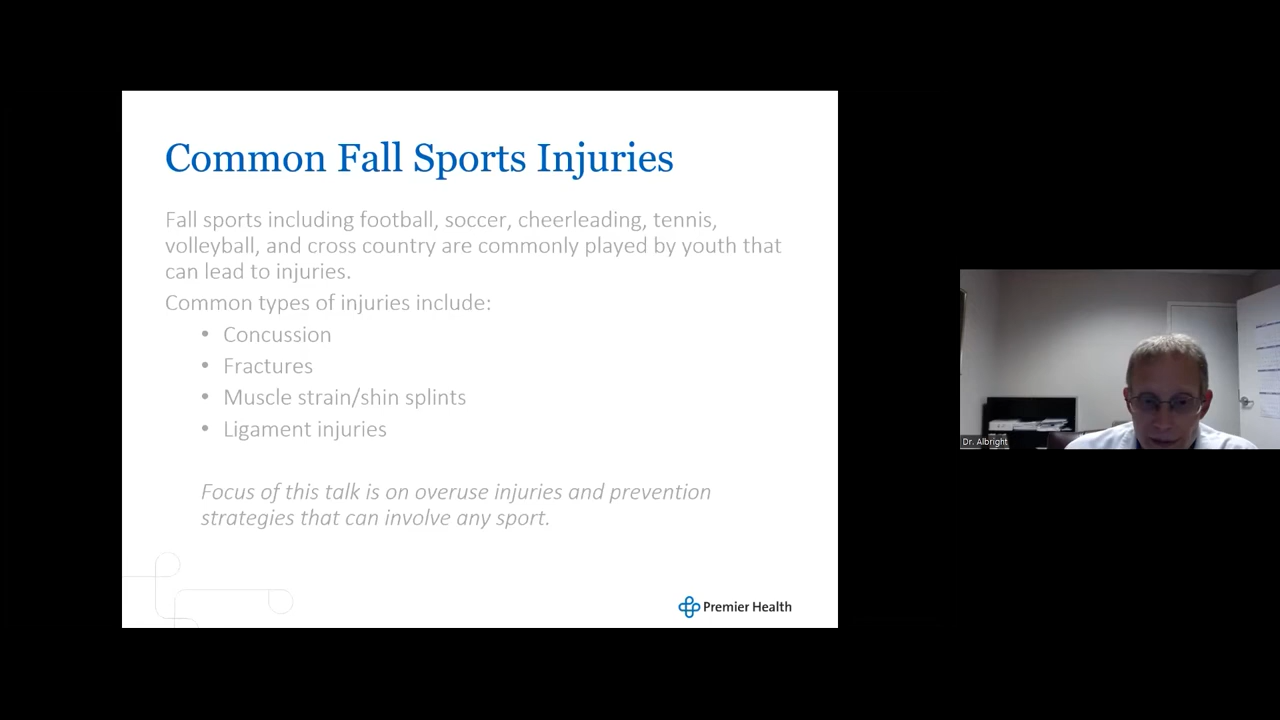 Common Fall Sports Injuries
Fall sports including football, soccer, cheerleading, tennis,
volleyball, and cross country are commonly played by youth that
can lead to injuries.
Common types of injuries include:
• Concussion
• Fractures
• Muscle strain/shin splints
• Ligament injuries
Focus of this talk is on overuse injuries and prevention
strategies that can involve any sport.
Premier Health
Dr. Albright